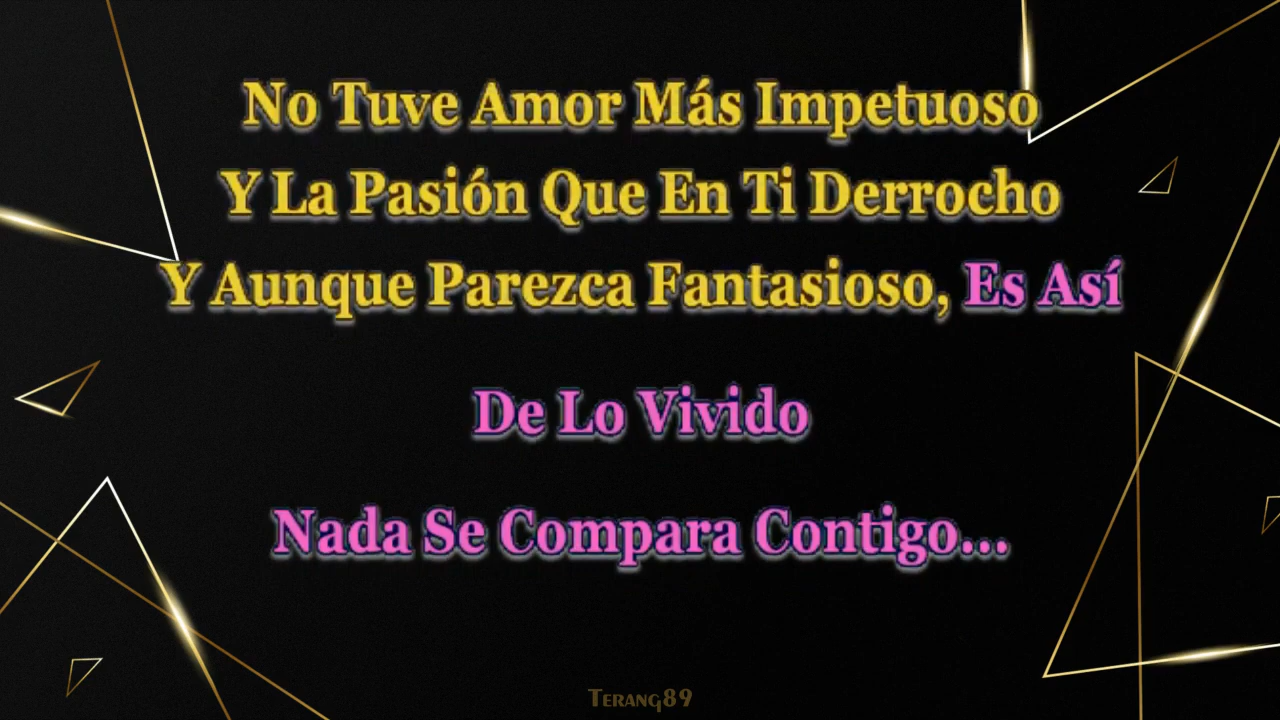 No Tuve Amor Más Impetuoso
Y La Pasión Que En Ti Derrocho
Y Aunque Parezca Fantasioso, Es Así
De Lo Vivido
Nada Se Compara Contigo...
Terang89